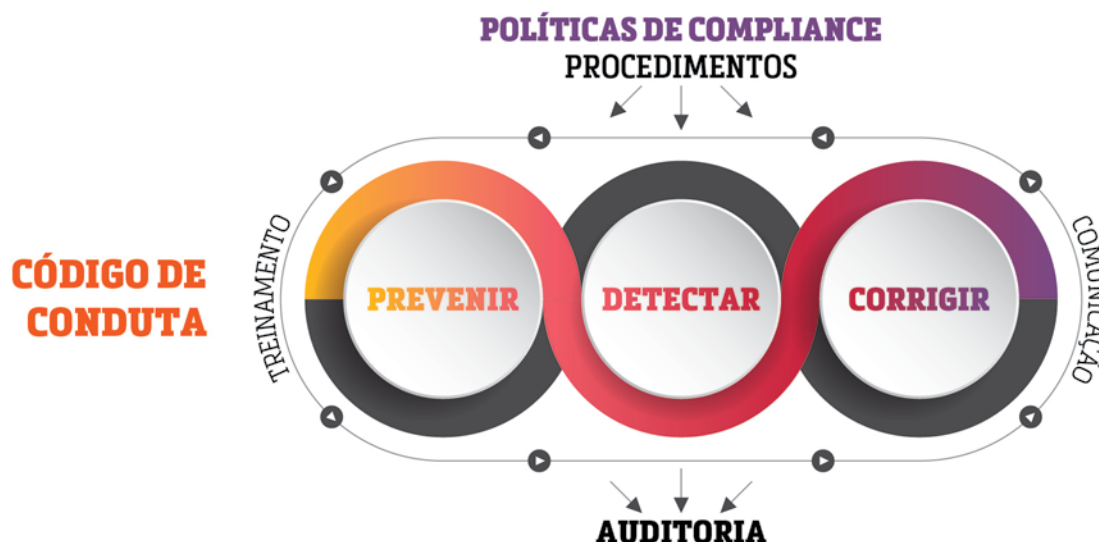 POLÍTICAS DE COMPLIANCE
PROCEDIMENTOS
CÓDIGO DE
CONDUTA
TREINAMENTO
PREVENIR
DETECTAR
CORRIGIR
COMUNICAÇÃO
AUDITORIA